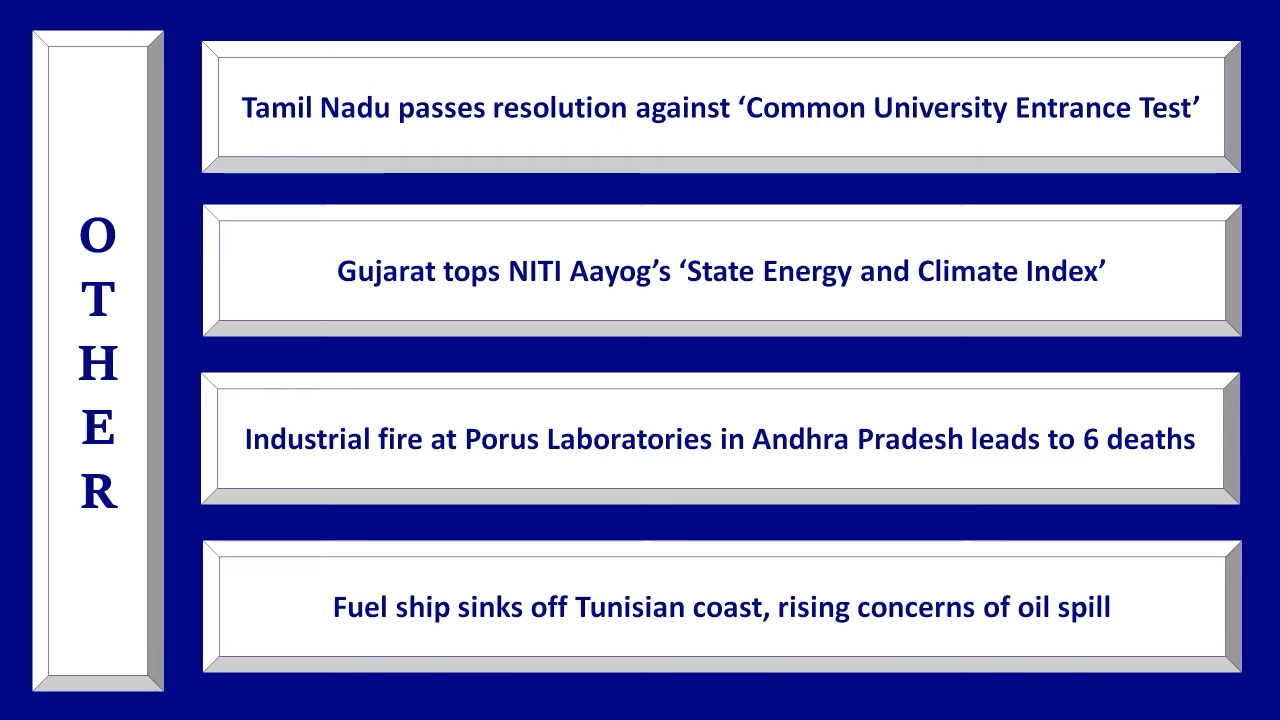 OTHER
Tamil Nadu passes resolution against ‘Common University Entrance Test’
Gujarat tops NITI Aayog’s ‘State Energy and Climate Index’
Industrial fire at Porus Laboratories in Andhra Pradesh leads to 6 deaths
Fuel ship sinks off Tunisian coast, rising concerns of oil spill